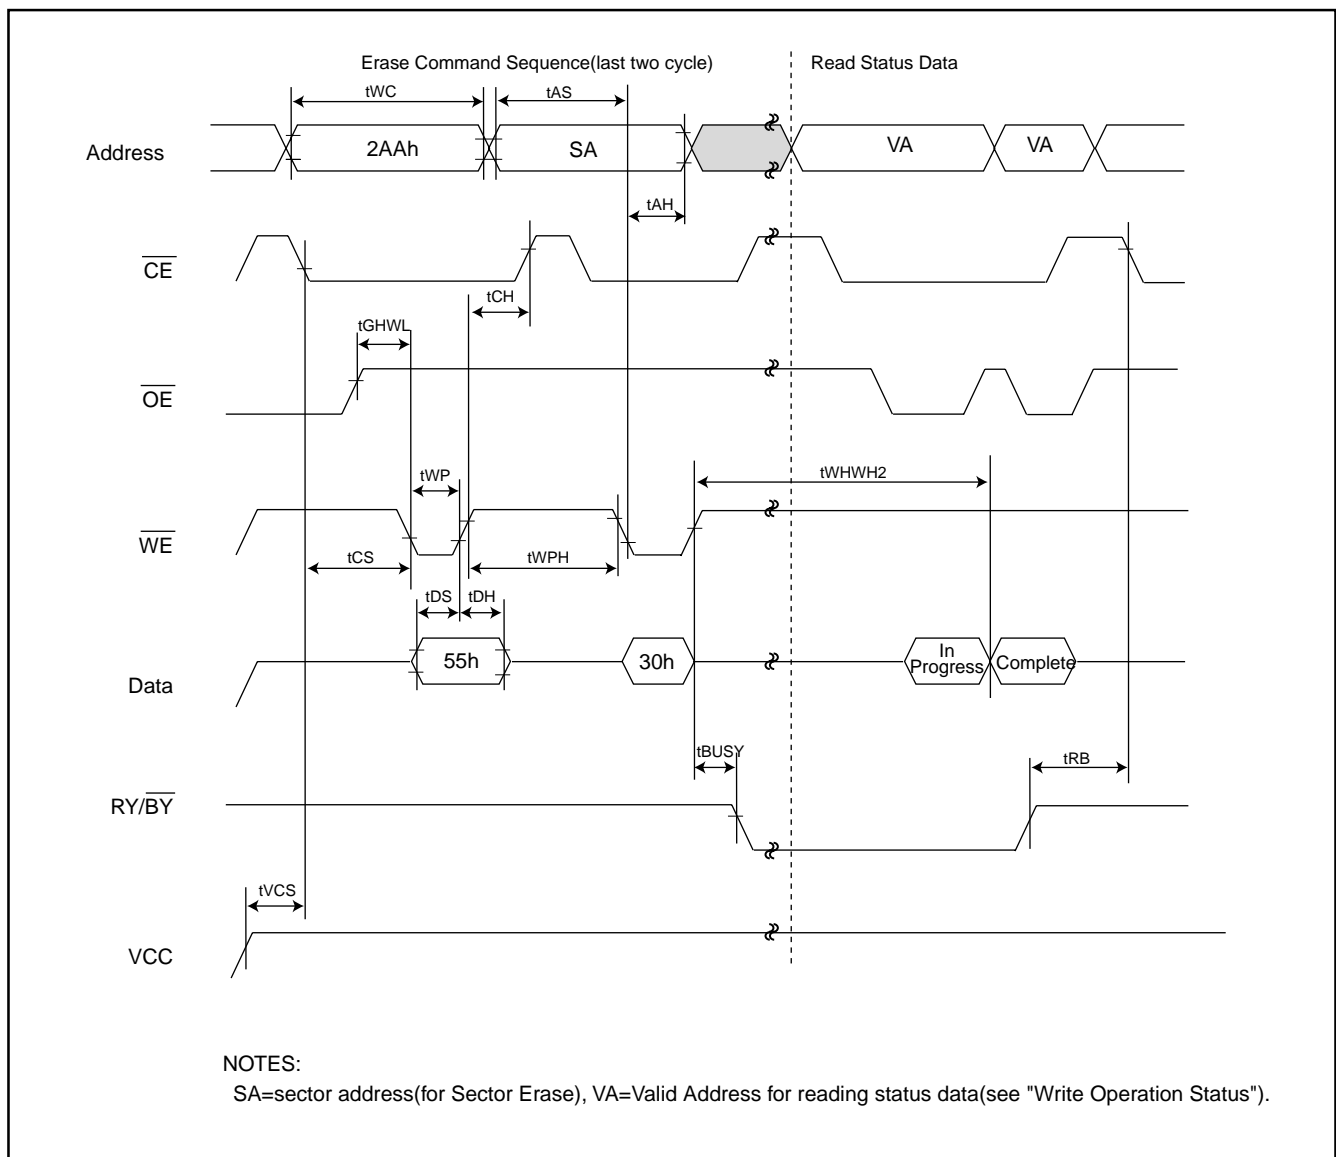 Erase Command Sequence(last two cycle)
Read Status Data
tWC
tAS
Address
2AAh
SA
VA
VA
tAH
CE
tCH
tGHWL
OE
tWP
tWHWH2
WE
tCS
tWPH
tDS
tDH
Data
55h
30h
In
Progress
Complete
tBUSY
tRB
RY/BY
tVCS
VCC
NOTES:
SA=sector address(for Sector Erase), VA=Valid Address for reading status data(see "Write Operation Status").